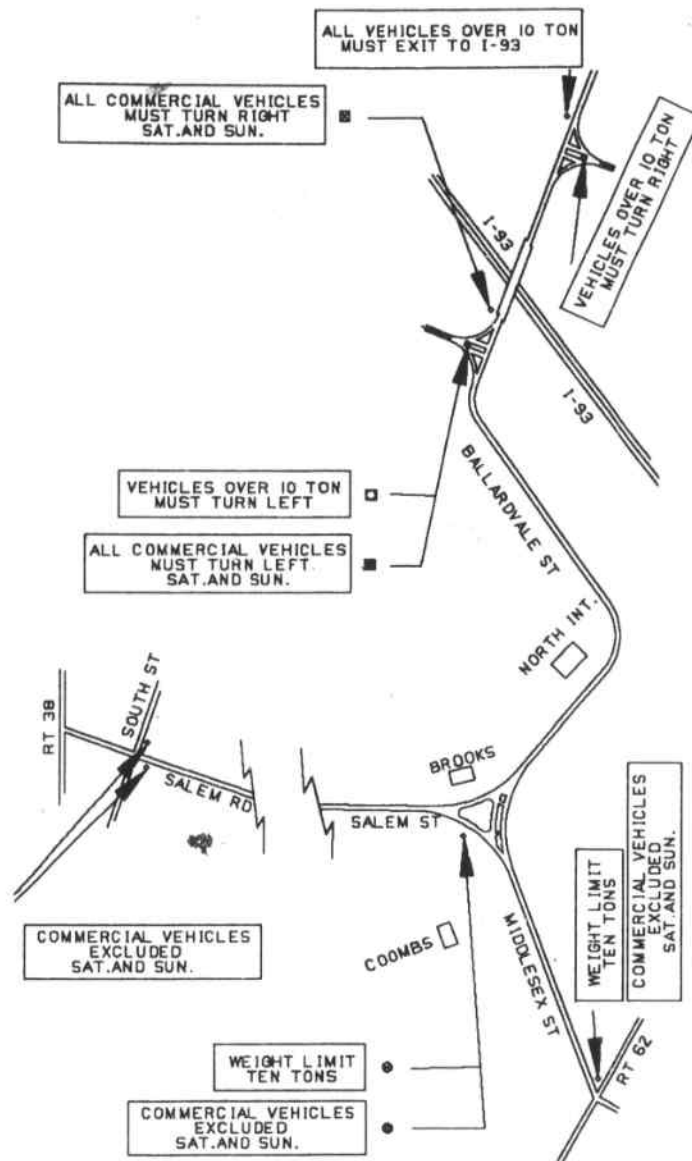 ALL VEHICLES OVER 10 TON
MUST EXIT TO I-93
ALL COMMERCIAL VEHICLES
MUST TURN RIGHT
SAT.AND SUN.
VEHICLES OVER 10 TON
MUST TURN RIGHT
I-93
I-93
BALLARDVALE ST
VEHICLES OVER 10 TON
MUST TURN LEFT
ALL COMMERCIAL VEHICLES
MUST TURN LEFT
SAT.AND SUN.
NORTH INT.
RT 38
SOUTH ST
SALEM RD
BROOKS
SALEM ST
COMMERCIAL VEHICLES
EXCLUDED
SAT.AND SUN.
COOMBS
MIDDLESEX ST
WEIGHT LIMIT
TEN TONS
COMMERCIAL VEHICLES
EXCLUDED
SAT.AND SUN.
RT 62
WEIGHT LIMIT
TEN TONS
COMMERCIAL VEHICLES
EXCLUDED
SAT.AND SUN.